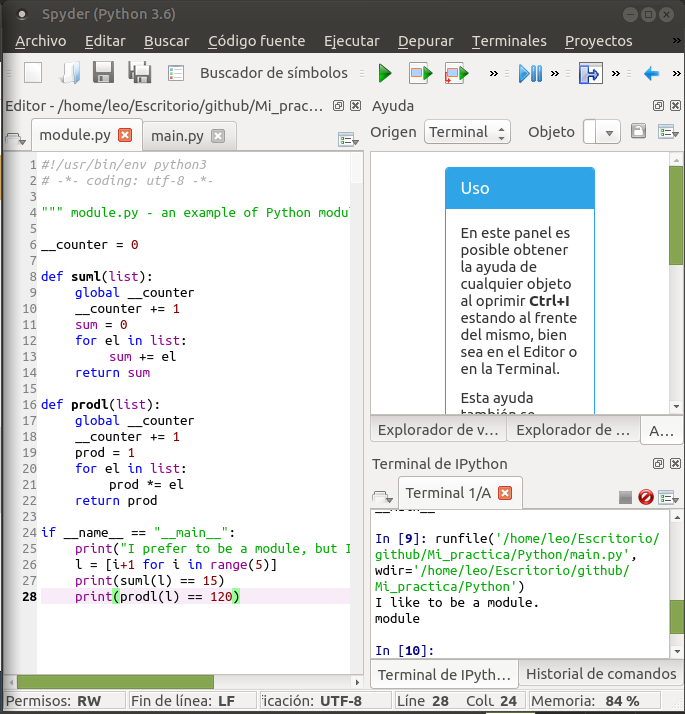 Spyder (Python 3.6)
Archivo Editar Buscar Código fuente Ejecutar Depurar Terminales Proyectos »
Buscador de símbolos » » »
Editor - /home/leo/Escritorio/github/Mi_prac...
module.py main.py
1 #!/usr/bin/env python3
2 # -*- coding: utf-8 -*-
3
4 """ module.py - an example of Python modul
5
6 __counter = 0
7
8 def suml(list):
9 global __counter
10 __counter += 1
11 sum = 0
12 for el in list:
13 sum += el
14 return sum
15
16 def prodl(list):
17 global __counter
18 __counter += 1
19 prod = 1
20 for el in list:
21 prod *= el
22 return prod
23
24 if __name__ == "__main__":
25 print("I prefer to be a module, but I
26 l = [i+1 for i in range(5)]
27 print(suml(l) == 15)
28 print(prodl(l) == 120)
Ayuda
Origen Terminal Objeto
Uso
En este panel es
posible obtener
la ayuda de
cualquier objeto
al oprimir Ctrl+I
estando al frente
del mismo, bien
sea en el Editor o
en la Terminal.
Esta ayuda
también se
Explorador de v... Explorador de ... A...
Terminal de IPython
Terminal 1/A
In [9]: runfile('/home/leo/Escritorio/
github/Mi_practica/Python/main.py',
wdir='/home/leo/Escritorio/github/
Mi_practica/Python')
I like to be a module.
module
In [10]:
Terminal de IPyth... Historial de comandos
Permisos: RW Fin de línea: LF icación: UTF-8 Líne 28 Colu 24 Memoria: 84 %